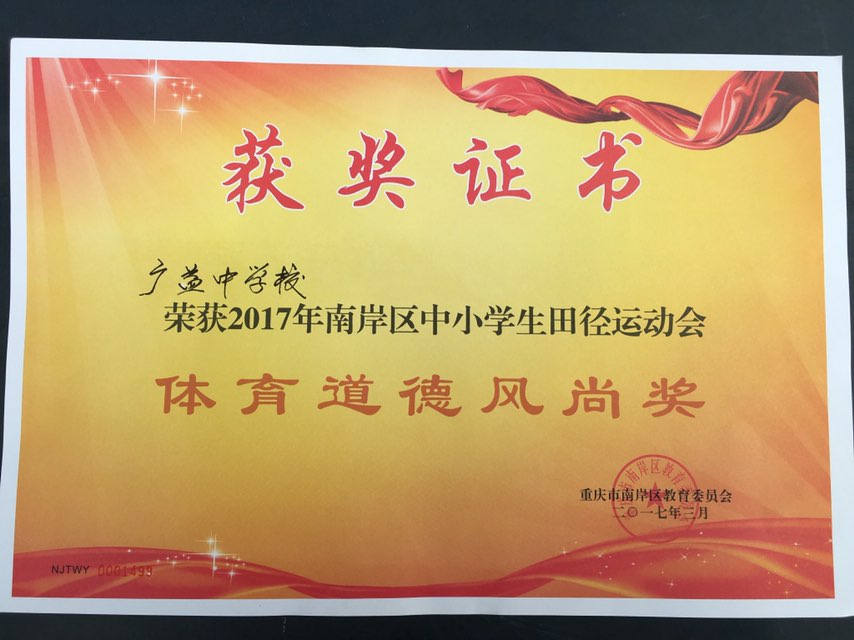 获奖证书
广益中学校
荣获2017年南岸区中小学生田径运动会
体育道德风尚奖
重庆市南岸区教育委员会
二〇一七年三月
NJTWY 0081499